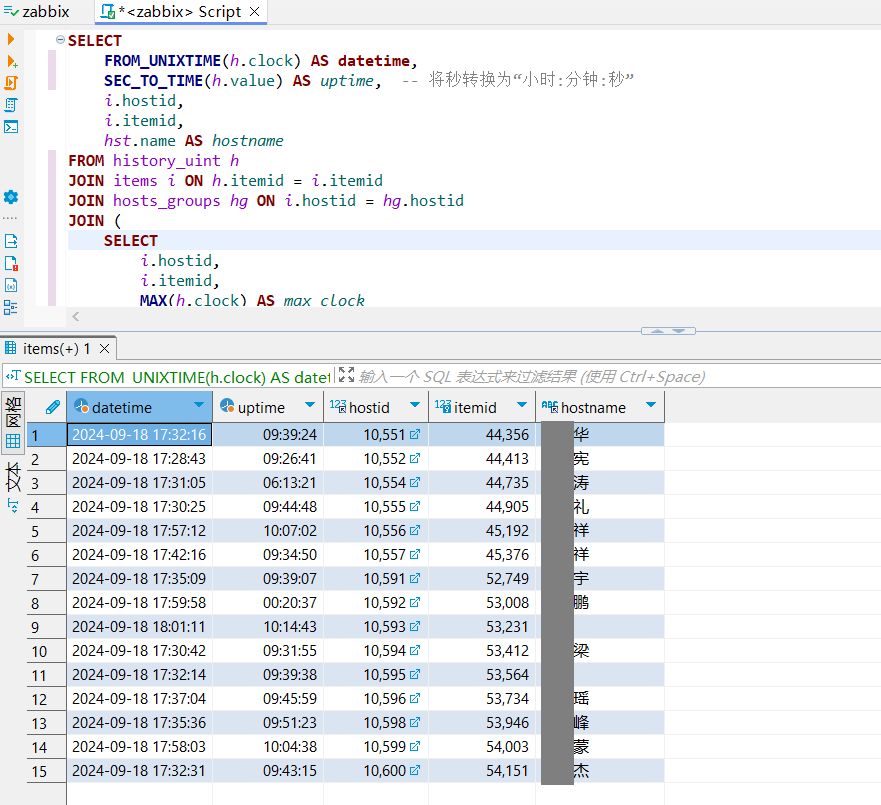 zabbix
*<zabbix> Script
SELECT
FROM_UNIXTIME(h.clock) AS datetime,
SEC_TO_TIME(h.value) AS uptime, -- 将秒转换为“小时:分钟:秒”
i.hostid,
i.itemid,
hst.name AS hostname
FROM history_uint h
JOIN items i ON h.itemid = i.itemid
JOIN hosts_groups hg ON i.hostid = hg.hostid
JOIN (
SELECT
i.hostid,
i.itemid,
MAX(h.clock) AS max_clock
items(+) 1
SELECT FROM_UNIXTIME(h.clock) AS datet 输入一个 SQL 表达式来过滤结果 (使用 Ctrl+Space)
网格
文本
datetime uptime 123 hostid 123 itemid ABC hostname
1 2024-09-18 17:32:16 09:39:24 10,551 44,356 华
2 2024-09-18 17:28:43 09:26:41 10,552 44,413 宪
3 2024-09-18 17:31:05 06:13:21 10,554 44,735 涛
4 2024-09-18 17:30:25 09:44:48 10,555 44,905 礼
5 2024-09-18 17:57:12 10:07:02 10,556 45,192 祥
6 2024-09-18 17:42:16 09:34:50 10,557 45,376 祥
7 2024-09-18 17:35:09 09:39:07 10,591 52,749 宇
8 2024-09-18 17:59:58 00:20:37 10,592 53,008 鹏
9 2024-09-18 18:01:11 10:14:43 10,593 53,231
10 2024-09-18 17:30:42 09:31:55 10,594 53,412 梁
11 2024-09-18 17:32:14 09:39:38 10,595 53,564
12 2024-09-18 17:37:04 09:45:59 10,596 53,734 瑶
13 2024-09-18 17:35:36 09:51:23 10,598 53,946 峰
14 2024-09-18 17:58:03 10:04:38 10,599 54,003 蒙
15 2024-09-18 17:32:31 09:43:15 10,600 54,151 杰